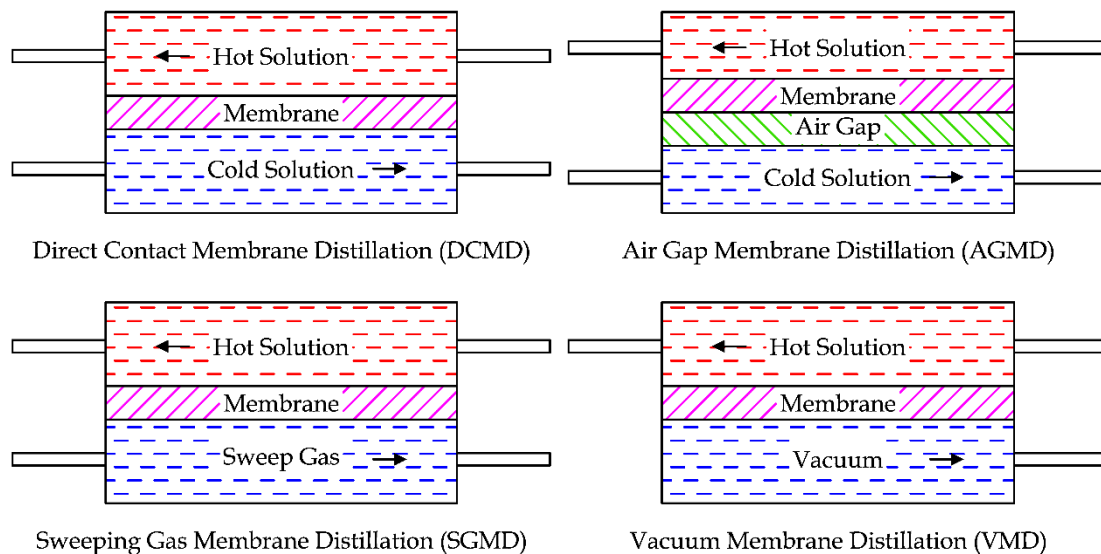 Hot Solution
Membrane
Cold Solution
Direct Contact Membrane Distillation (DCMD)
Hot Solution
Membrane
Air Gap
Cold Solution
Air Gap Membrane Distillation (AGMD)
Hot Solution
Membrane
Sweep Gas
Sweeping Gas Membrane Distillation (SGMD)
Hot Solution
Membrane
Vacuum
Vacuum Membrane Distillation (VMD)